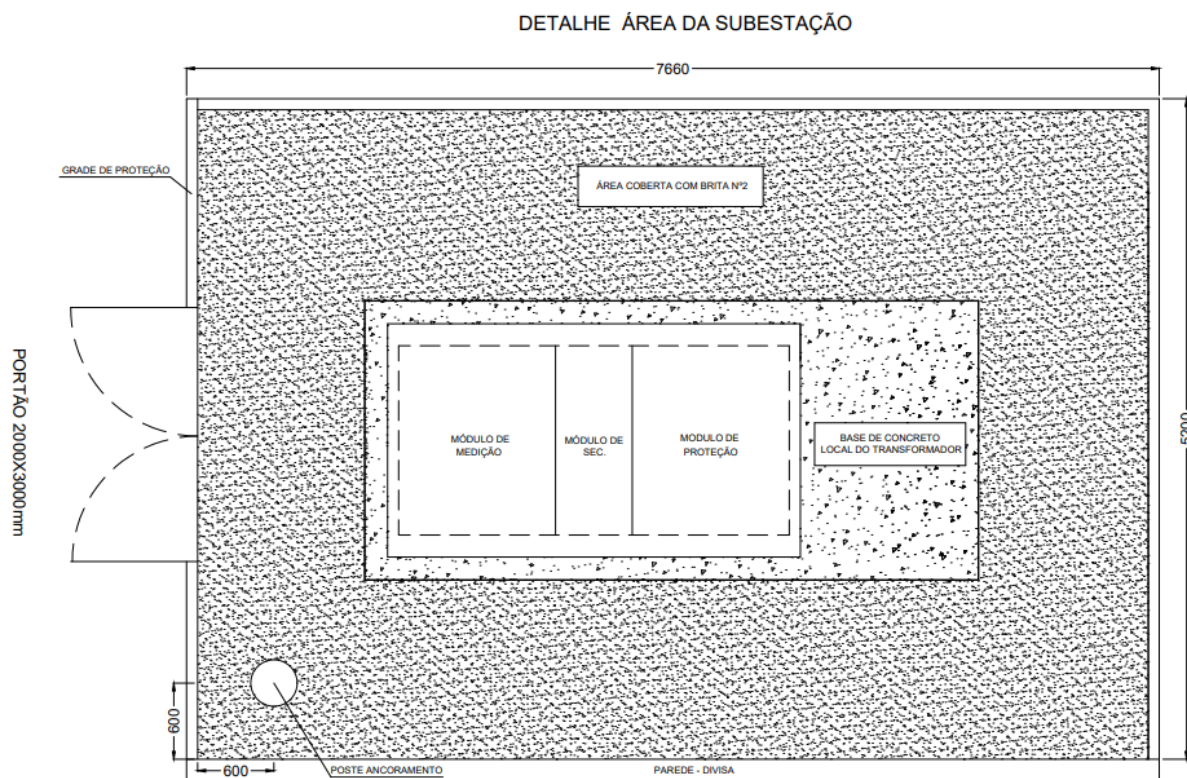 DETALHE ÁREA DA SUBESTAÇÃO
7660
GRADE DE PROTEÇÃO
ÁREA COBERTA COM BRITA Nº2
PORTÃO 2000X3000mm
MÓDULO DE
MEDIÇÃO
MÓDULO DE
SEC.
MODULO DE
PROTEÇÃO
BASE DE CONCRETO
LOCAL DO TRANSFORMADOR
5200
600
600
POSTE ANCORAMENTO
PAREDE - DIVISA